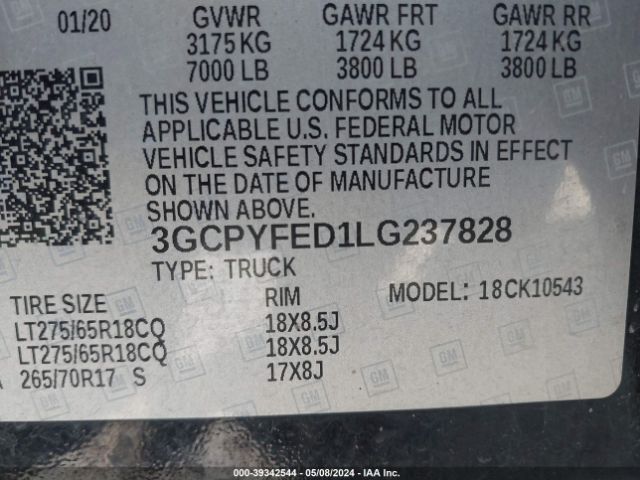 01/20 GVWR GAWR FRT GAWR RR
3175 KG 1724 KG 1724 KG
7000 LB 3800 LB 3800 LB
THIS VEHICLE CONFORMS TO ALL
APPLICABLE U.S. FEDERAL MOTOR
VEHICLE SAFETY STANDARDS IN EFFECT
ON THE DATE OF MANUFACTURE
SHOWN ABOVE.
3GCPYFED1LG237828
TYPE: TRUCK MODEL: 18CK10543
TIRE SIZE RIM
LT275/65R18CQ 18X8.5J
LT275/65R18CQ 18X8.5J
265/70R17 S 17X8J
GM
000-39342544 - 05/08/2024 - IAA Inc.